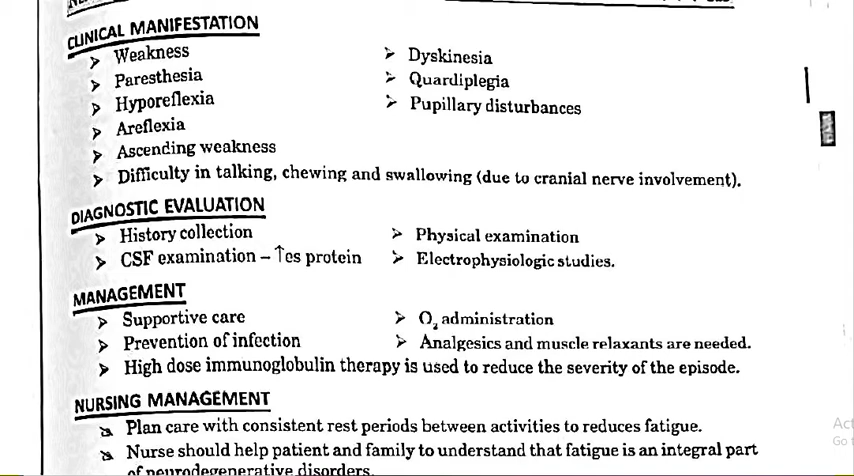 CLINICAL MANIFESTATION
➢ Weakness
➢ Dyskinesia
➢ Paresthesia
➢ Quardiplegia
➢ Hyporeflexia
➢ Pupillary disturbances
➢ Areflexia
➢ Ascending weakness
➢ Difficulty in talking, chewing and swallowing (due to cranial nerve involvement).
DIAGNOSTIC EVALUATION
➢ History collection
➢ Physical examination
➢ CSF examination – ↑es protein
➢ Electrophysiologic studies.
MANAGEMENT
➢ Supportive care
➢ O₂ administration
➢ Prevention of infection
➢ Analgesics and muscle relaxants are needed.
➢ High dose immunoglobulin therapy is used to reduce the severity of the episode.
NURSING MANAGEMENT
Plan care with consistent rest periods between activities to reduces fatigue.
Nurse should help patient and family to understand that fatigue is an integral part
of neurodegenerative disorders.